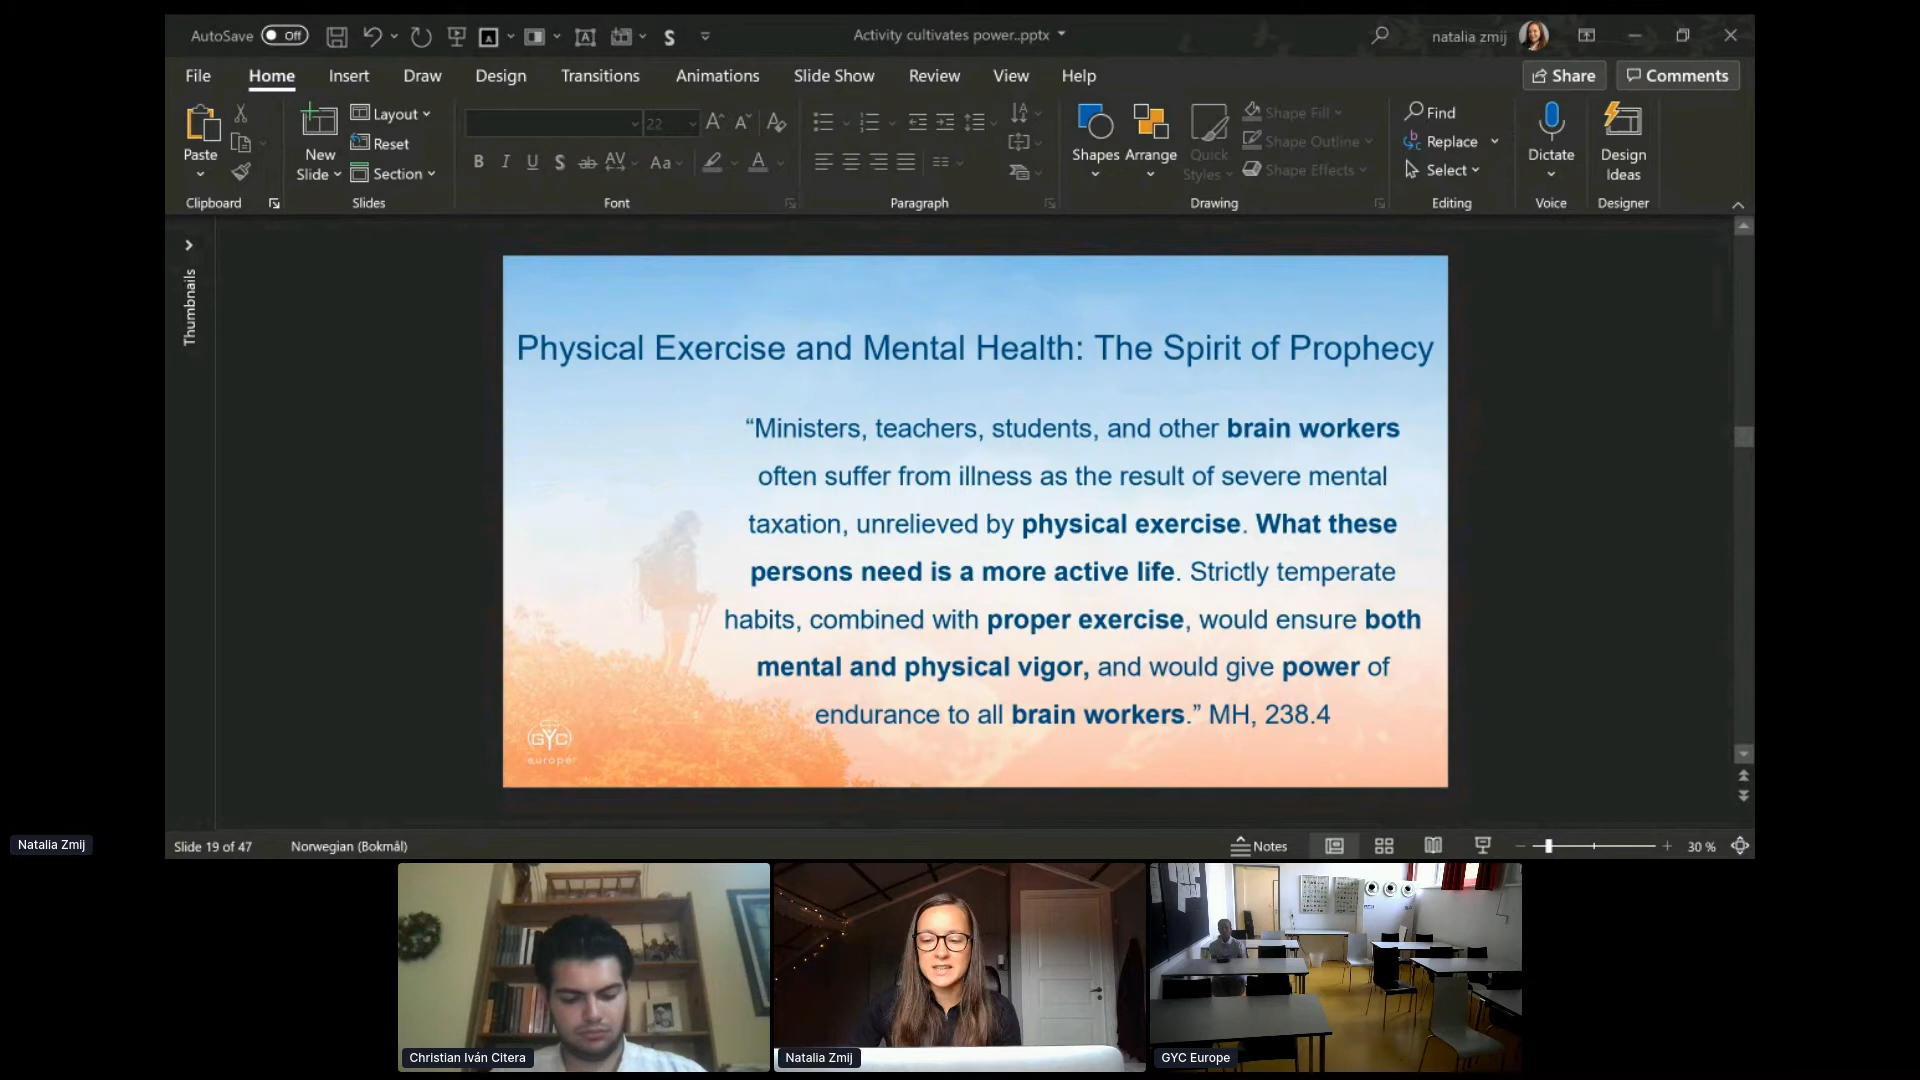 AutoSave Off
Activity cultivates power..pptx
natalia zmij
File Home Insert Draw Design Transitions Animations Slide Show Review View Help
Share Comments
Paste
New Slide
Layout
Reset
Section
22
B I U S ab AV Aa A
Shapes Arrange Quick Styles
Shape Fill
Shape Outline
Shape Effects
Find
Replace
Select
Dictate
Design Ideas
Clipboard Slides Font Paragraph Drawing Editing Voice Designer
Thumbnails
Physical Exercise and Mental Health: The Spirit of Prophecy
“Ministers, teachers, students, and other brain workers
often suffer from illness as the result of severe mental
taxation, unrelieved by physical exercise. What these
persons need is a more active life. Strictly temperate
habits, combined with proper exercise, would ensure both
mental and physical vigor, and would give power of
endurance to all brain workers.” MH, 238.4
GYC
europe
Slide 19 of 47 Norwegian (Bokmål) Notes 30 %
Natalia Zmij
Christian Iván Citera
Natalia Zmij
GYC Europe